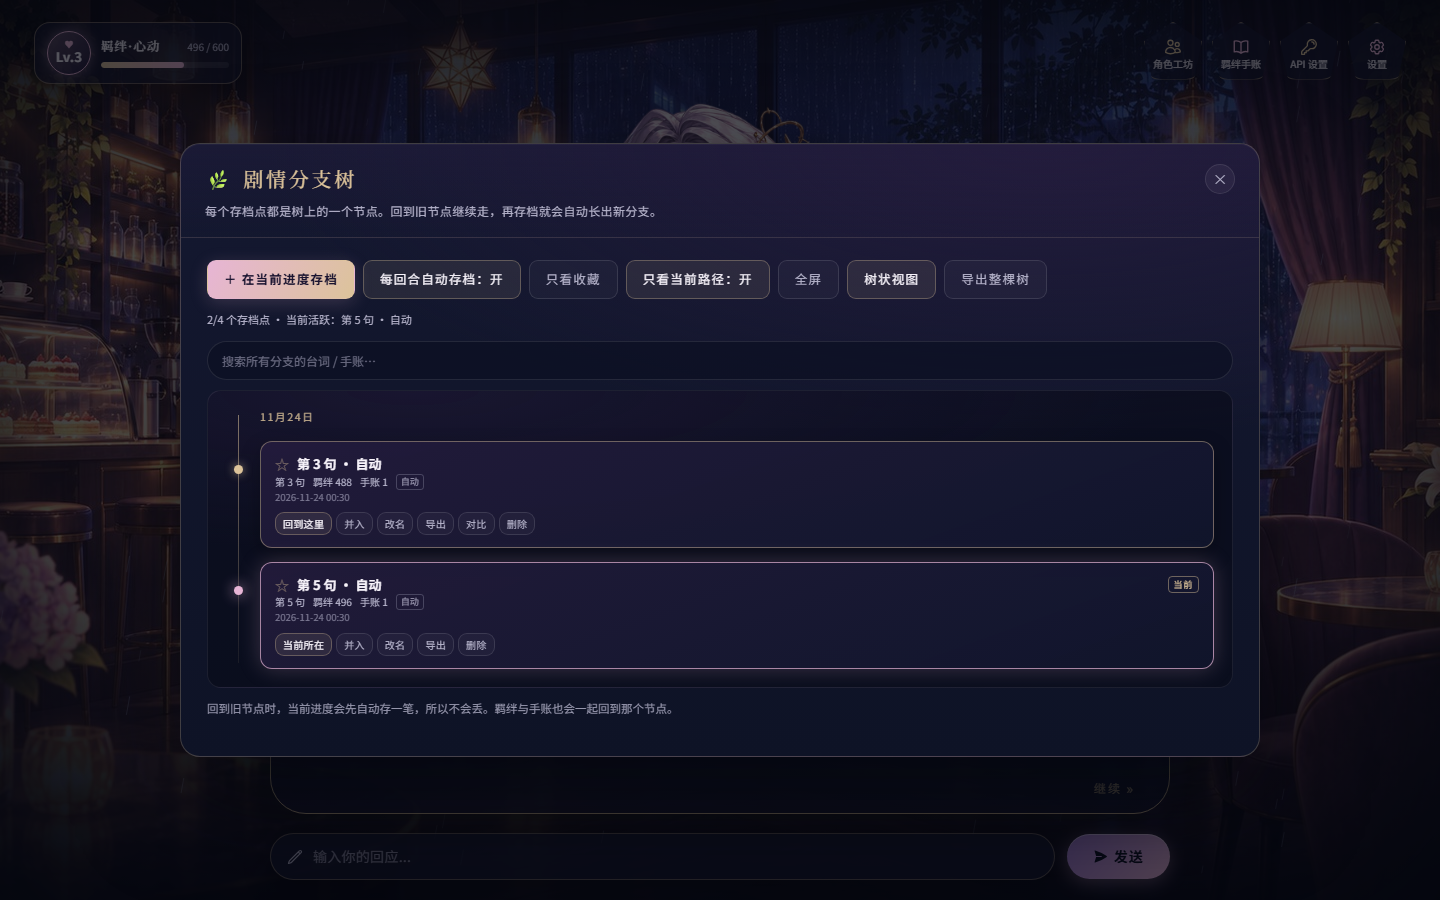 Lv.3
羁绊·心动
496 / 600
角色工坊
羁绊手账
API 设置
设置
剧情分支树
每个存档点都是树上的一个节点。回到旧节点继续走，再存档就会自动长出新分支。
＋ 在当前进度存档
每回合自动存档：开
只看收藏
只看当前路径：开
全屏
树状视图
导出整棵树
2/4 个存档点 · 当前活跃：第 5 句 · 自动
搜索所有分支的台词 / 手账…
11月24日
☆ 第 3 句 · 自动
第 3 句 羁绊 488 手账 1 自动
2026-11-24 00:30
回到这里 并入 改名 导出 对比 删除
☆ 第 5 句 · 自动
当前
第 5 句 羁绊 496 手账 1 自动
2026-11-24 00:30
当前所在 并入 改名 导出 删除
回到旧节点时，当前进度会先自动存一笔，所以不会丢。羁绊与手账也会一起回到那个节点。
继续 »
输入你的回应...
发送